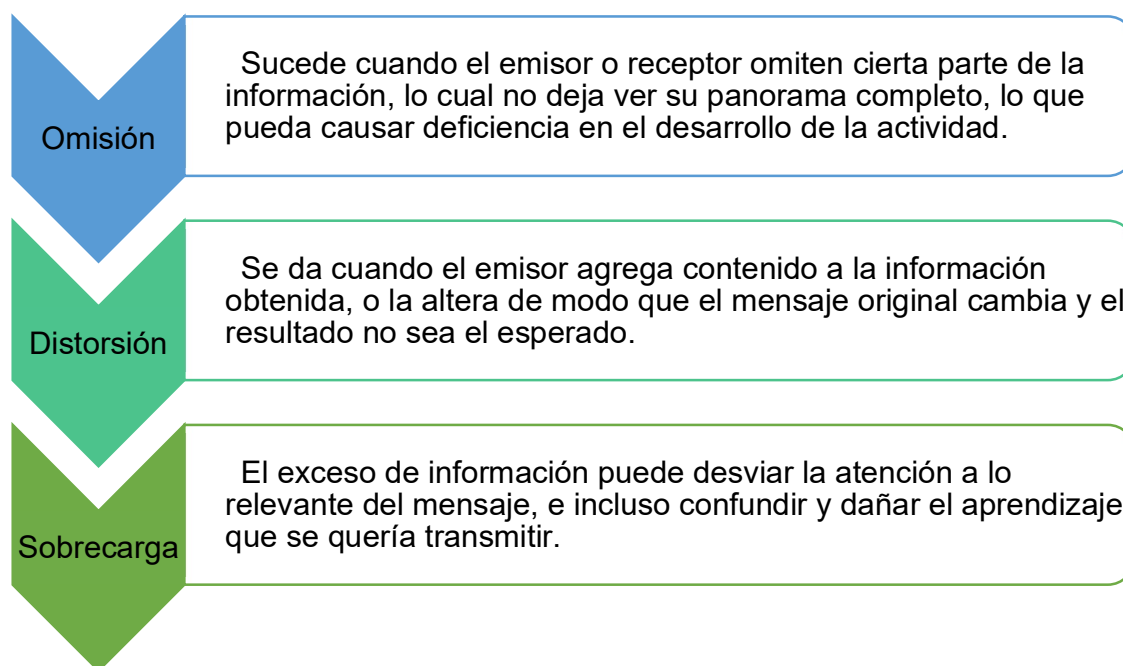 Omisión
Sucede cuando el emisor o receptor omiten cierta parte de la
información, lo cual no deja ver su panorama completo, lo que
pueda causar deficiencia en el desarrollo de la actividad.
Distorsión
Se da cuando el emisor agrega contenido a la información
obtenida, o la altera de modo que el mensaje original cambia y el
resultado no sea el esperado.
Sobrecarga
El exceso de información puede desviar la atención a lo
relevante del mensaje, e incluso confundir y dañar el aprendizaje
que se quería transmitir.